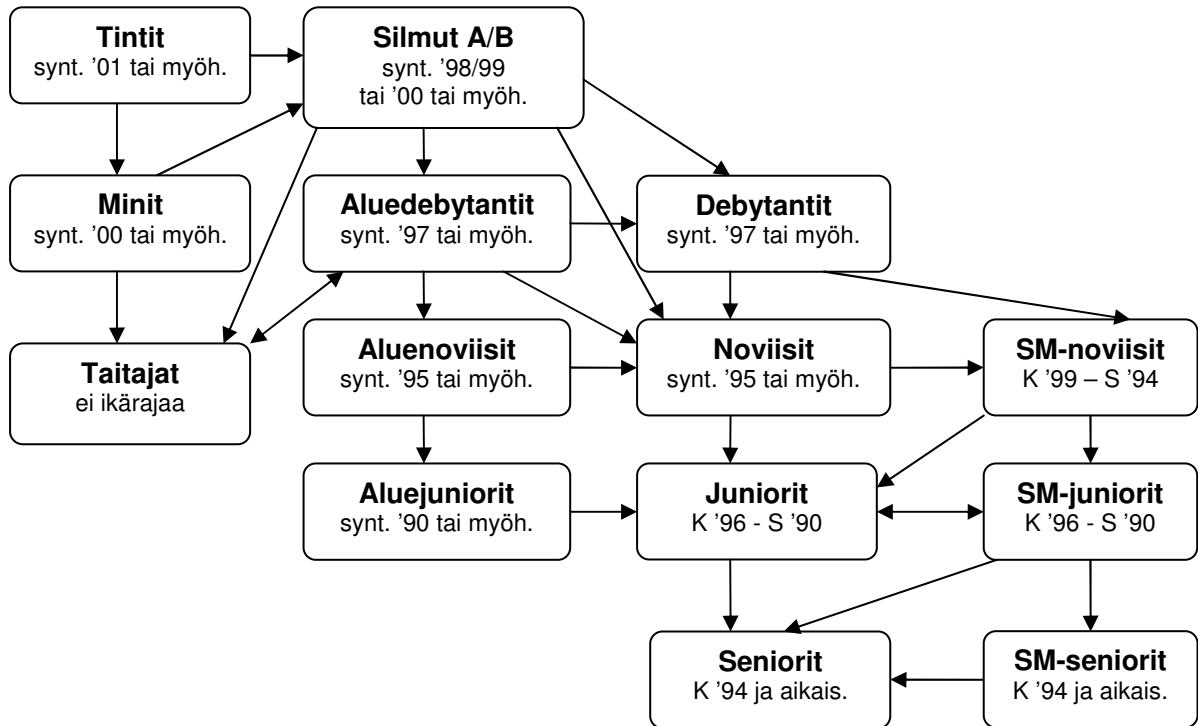 Tintit
synt. ’01 tai myöh.
Silmut A/B
synt. ’98/99
tai ’00 tai myöh.
Minit
synt. ’00 tai myöh.
Aluedebytantit
synt. ’97 tai myöh.
Debytantit
synt. ’97 tai myöh.
Taitajat
ei ikärajaa
Aluenoviisit
synt. ’95 tai myöh.
Noviisit
synt. ’95 tai myöh.
SM-noviisit
K ’99 – S ’94
Aluejuniorit
synt. ’90 tai myöh.
Juniorit
K ’96 - S ’90
SM-juniorit
K ’96 - S ’90
Seniorit
K ’94 ja aikais.
SM-seniorit
K ’94 ja aikais.